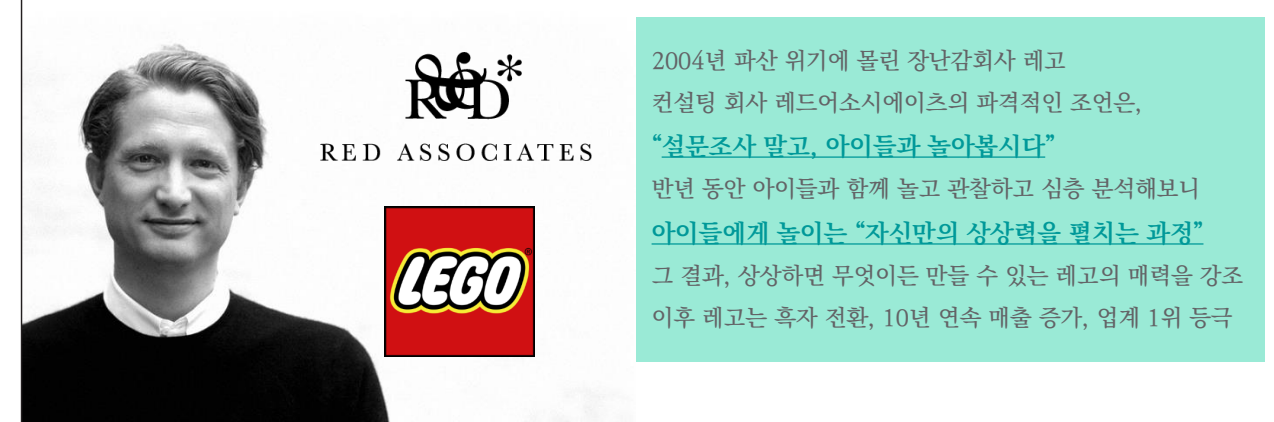 R&D*
RED ASSOCIATES
LEGO
®
2004년 파산 위기에 몰린 장난감회사 레고
컨설팅 회사 레드어소시에이츠의 파격적인 조언은,
“설문조사 말고, 아이들과 놀아봅시다”
반년 동안 아이들과 함께 놀고 관찰하고 심층 분석해보니
아이들에게 놀이는 “자신만의 상상력을 펼치는 과정”
그 결과, 상상하면 무엇이든 만들 수 있는 레고의 매력을 강조
이후 레고는 흑자 전환, 10년 연속 매출 증가, 업계 1위 등극